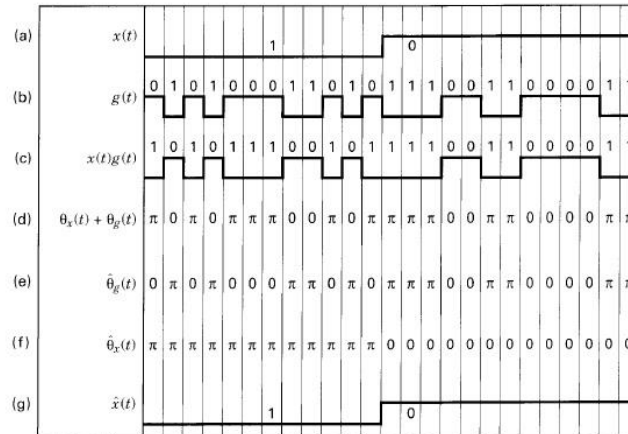 (a) x(t) 1 0
(b) g(t) 0 1 0 1 0 0 0 1 1 0 1 0 1 1 1 0 0 1 1 0 0 0 0 1 1
(c) x(t)g(t) 1 0 1 0 1 1 1 0 0 1 0 1 1 1 1 0 0 1 1 0 0 0 0 1 1
(d) θx(t) + θg(t) π 0 π 0 π π π 0 0 π 0 π π π π 0 0 π π 0 0 0 0 π π
(e) θ̂g(t) 0 π 0 π 0 0 0 π π 0 π 0 π π π 0 0 π π 0 0 0 0 π π
(f) θ̂x(t) π π π π π π π π π π π π 0 0 0 0 0 0 0 0 0 0 0 0 0
(g) x̂(t) 1 0